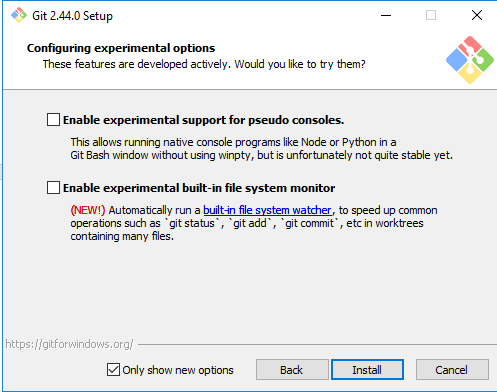 Git 2.44.0 Setup
Configuring experimental options
These features are developed actively. Would you like to try them?
Enable experimental support for pseudo consoles.
This allows running native console programs like Node or Python in a
Git Bash window without using winpty, but is unfortunately not quite stable yet.
Enable experimental built-in file system monitor
(NEW!) Automatically run a built-in file system watcher, to speed up common
operations such as `git status`, `git add`, `git commit`, etc in worktrees
containing many files.
https://gitforwindows.org/
Only show new options Back Install Cancel